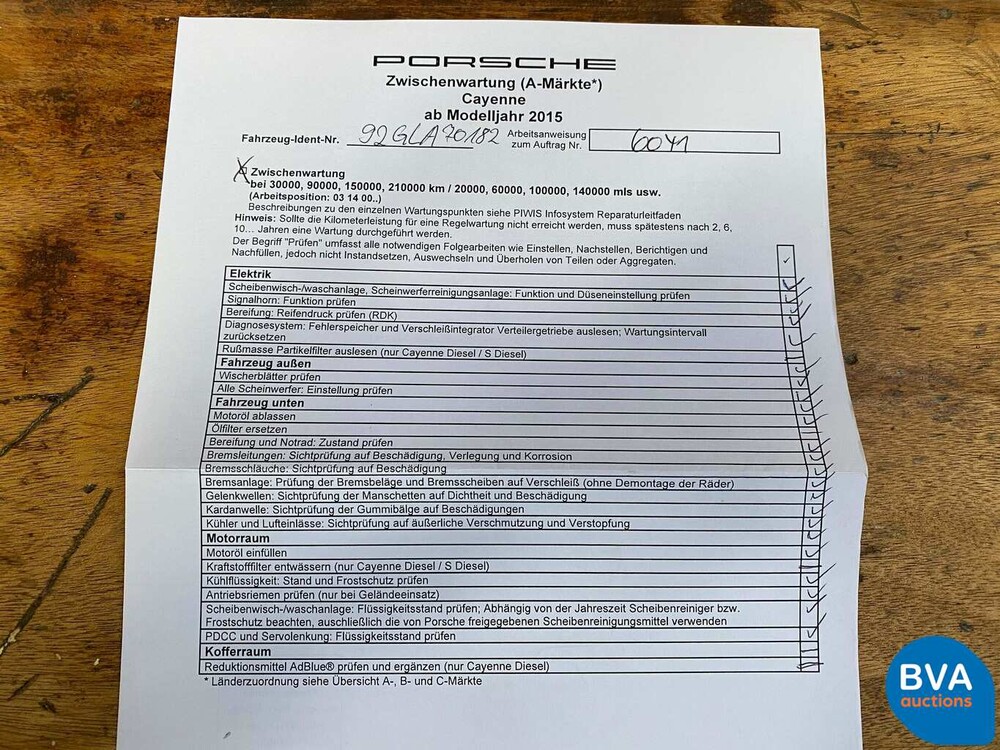 PORSCHE
Zwischenwartung (A-Märkte*)
Cayenne
ab Modelljahr 2015
Fahrzeug-Ident-Nr. 92GLA70182 Arbeitsanweisung
zum Auftrag Nr. 6041
Zwischenwartung
bei 30000, 90000, 150000, 210000 km / 20000, 60000, 100000, 140000 mls usw.
(Arbeitsposition: 03 14 00..)
Beschreibungen zu den einzelnen Wartungspunkten siehe PIWIS Infosystem Reparaturleitfaden
Hinweis: Sollte die Kilometerleistung für eine Regelwartung nicht erreicht werden, muss spätestens nach 2, 6,
10... Jahren eine Wartung durchgeführt werden.
Der Begriff "Prüfen" umfasst alle notwendigen Folgearbeiten wie Einstellen, Nachstellen, Berichtigen und
Nachfüllen, jedoch nicht Instandsetzen, Auswechseln und Überholen von Teilen oder Aggregaten.
Elektrik
Scheibenwisch-/waschanlage, Scheinwerferreinigungsanlage: Funktion und Düseneinstellung prüfen
Signalhorn: Funktion prüfen
Bereifung: Reifendruck prüfen (RDK)
Diagnosesystem: Fehlerspeicher und Verschleißintegrator Verteilergetriebe auslesen; Wartungsintervall
zurücksetzen
Rußmasse Partikelfilter auslesen (nur Cayenne Diesel / S Diesel)
Fahrzeug außen
Wischerblätter prüfen
Alle Scheinwerfer: Einstellung prüfen
Fahrzeug unten
Motoröl ablassen
Ölfilter ersetzen
Bereifung und Notrad: Zustand prüfen
Bremsleitungen: Sichtprüfung auf Beschädigung, Verlegung und Korrosion
Bremsschläuche: Sichtprüfung auf Beschädigung
Bremsanlage: Prüfung der Bremsbeläge und Bremsscheiben auf Verschleiß (ohne Demontage der Räder)
Gelenkwellen: Sichtprüfung der Manschetten auf Dichtheit und Beschädigung
Kardanwelle: Sichtprüfung der Gummibälge auf Beschädigungen
Kühler und Lufteinlässe: Sichtprüfung auf äußerliche Verschmutzung und Verstopfung
Motorraum
Motoröl einfüllen
Kraftstofffilter entwässern (nur Cayenne Diesel / S Diesel)
Kühlflüssigkeit: Stand und Frostschutz prüfen
Antriebsriemen prüfen (nur bei Geländeeinsatz)
Scheibenwisch-/waschanlage: Flüssigkeitsstand prüfen; Abhängig von der Jahreszeit Scheibenreiniger bzw.
Frostschutz beachten, auschließlich die von Porsche freigegebenen Scheibenreinigungsmittel verwenden
PDCC und Servolenkung: Flüssigkeitsstand prüfen
Kofferraum
Reduktionsmittel AdBlue® prüfen und ergänzen (nur Cayenne Diesel)
* Länderzuordnung siehe Übersicht A-, B- und C-Märkte
BVA
auctions